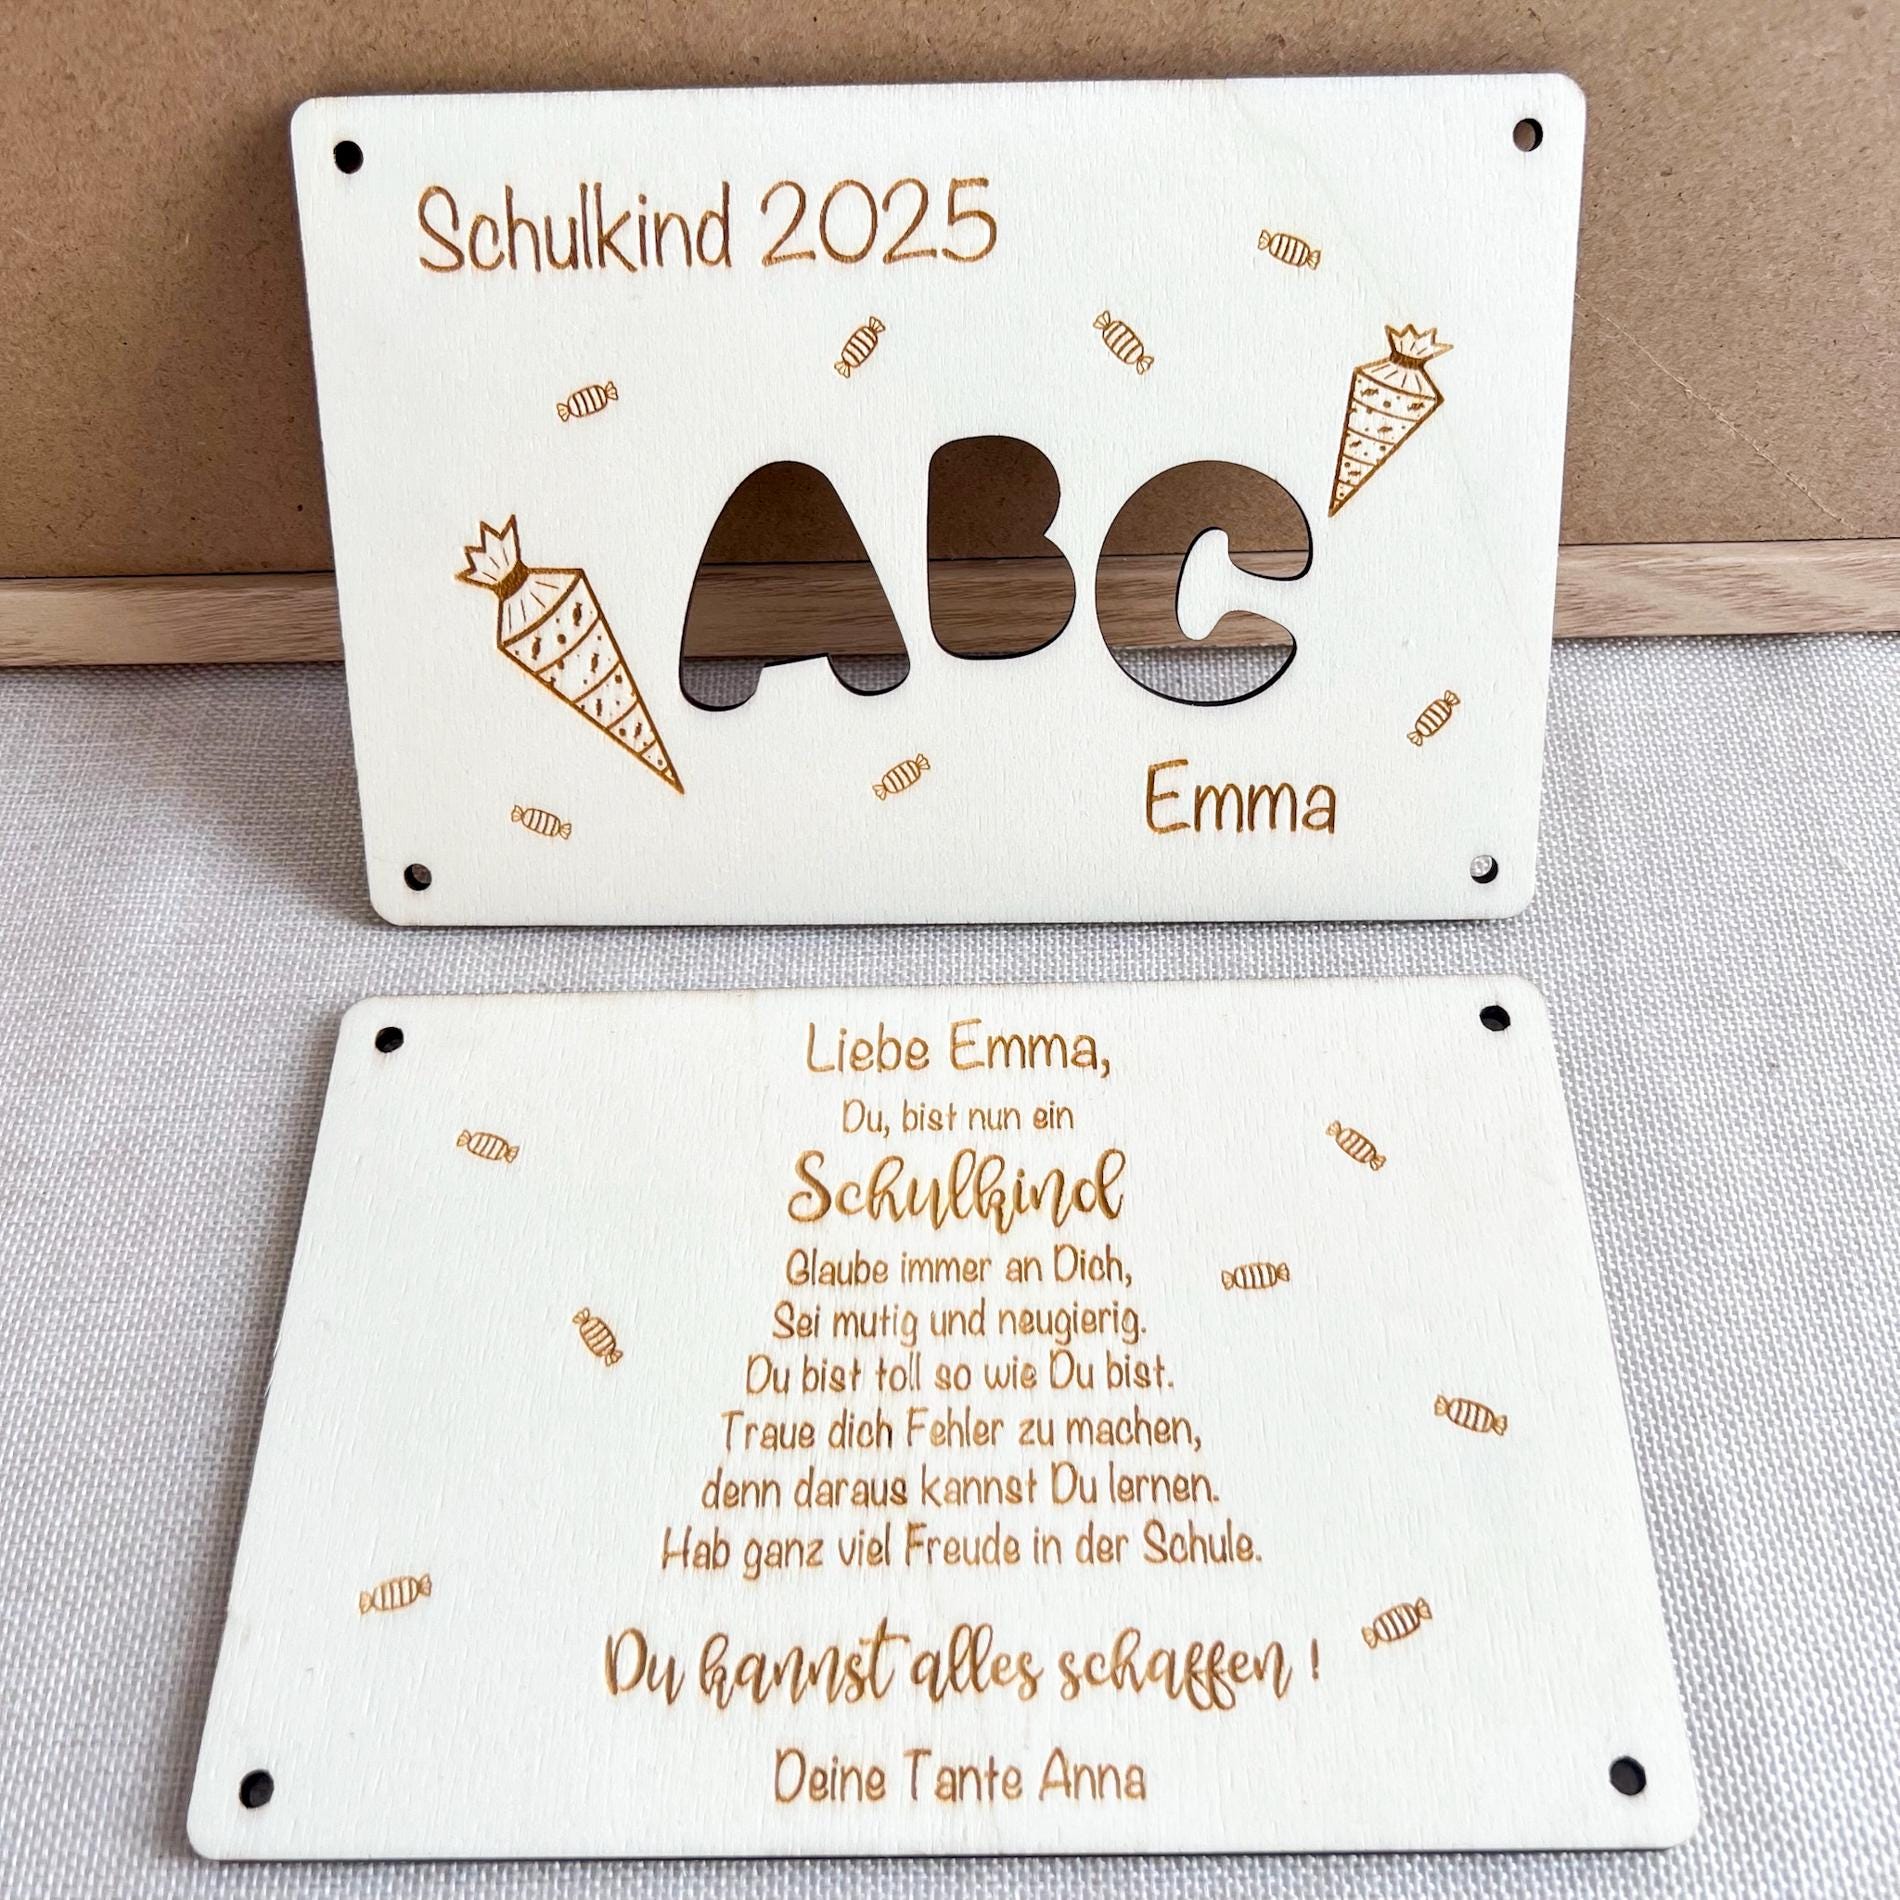 Schulkind 2025
ABC
Emma
Liebe Emma,
Du, bist nun ein
Schulkind
Glaube immer an Dich,
Sei mutig und neugierig.
Du bist toll so wie Du bist.
Traue dich Fehler zu machen,
denn daraus kannst Du lernen.
Hab ganz viel Freude in der Schule.
Du kannst alles schaffen !
Deine Tante Anna